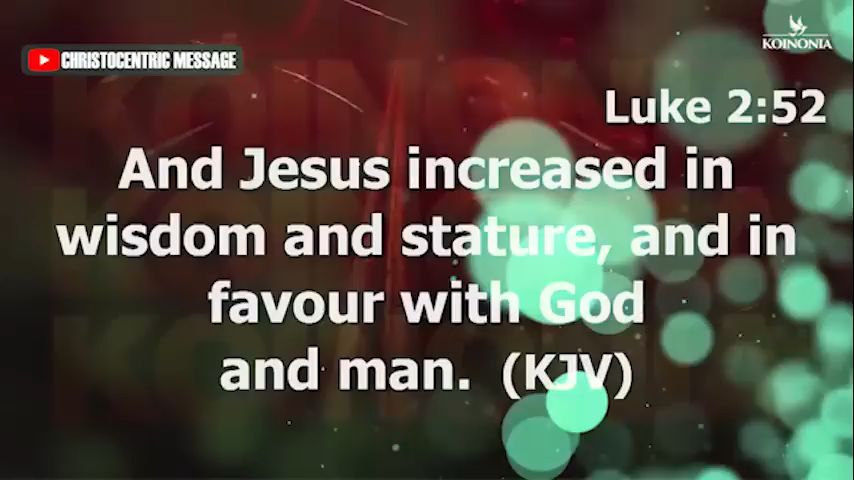 CHRISTOCENTRIC MESSAGE
KOINONIA
Luke 2:52
And Jesus increased in
wisdom and stature, and in
favour with God
and man. (KJV)